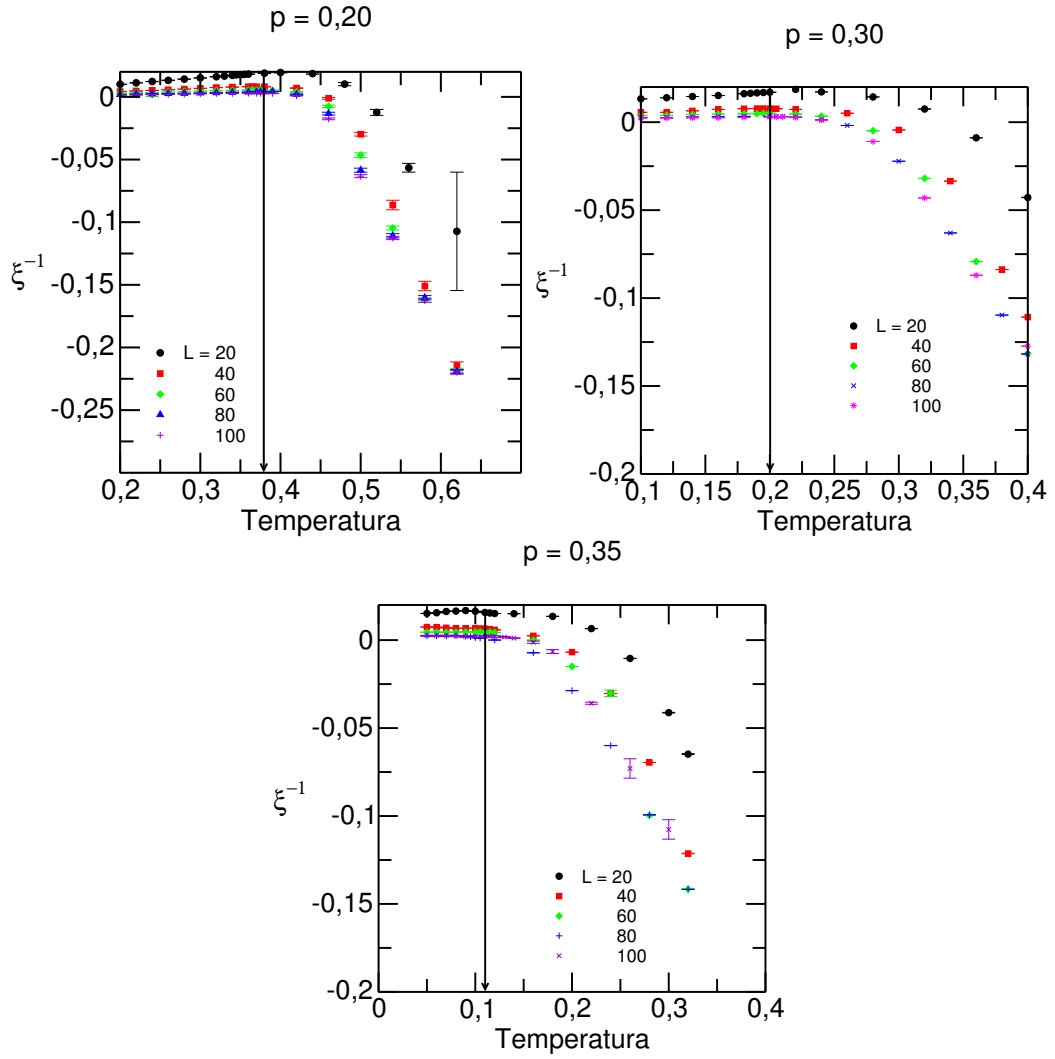 p = 0,20
0
-0,05
-0,1
-0,15
-0,2
-0,25
ξ⁻¹
L = 20
40
60
80
100
0,2 0,3 0,4 0,5 0,6
Temperatura
p = 0,30
0
-0,05
-0,1
-0,15
-0,2
ξ⁻¹
L = 20
40
60
80
100
0,1 0,15 0,2 0,25 0,3 0,35 0,4
Temperatura
p = 0,35
0
-0,05
-0,1
-0,15
-0,2
ξ⁻¹
L = 20
40
60
80
100
0 0,1 0,2 0,3 0,4
Temperatura